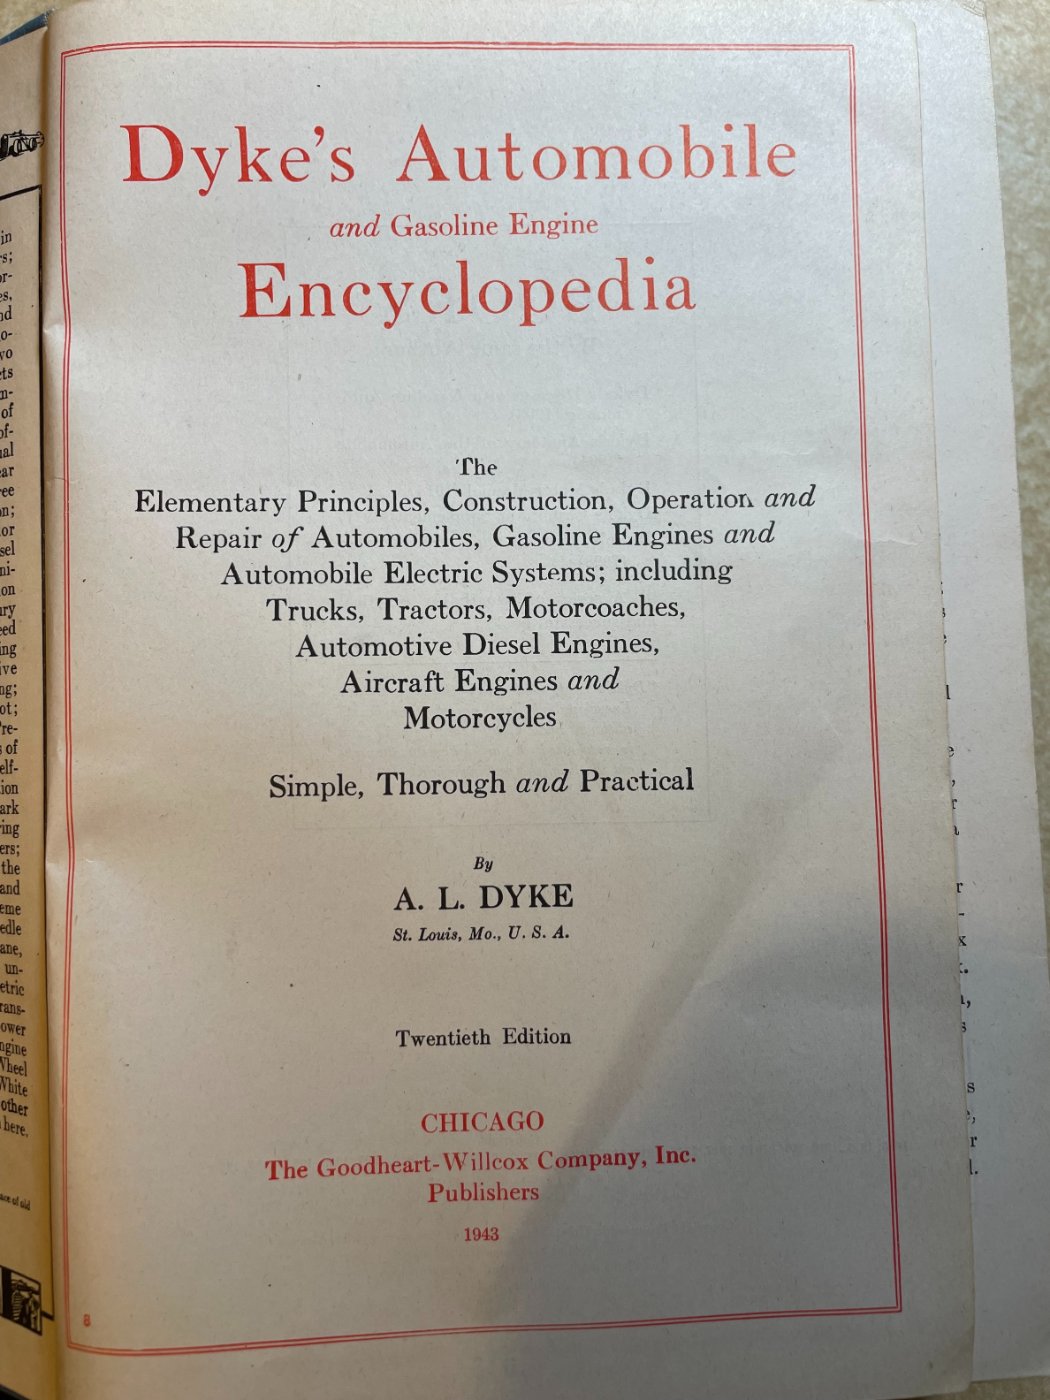 Dyke's Automobile
and Gasoline Engine
Encyclopedia
The
Elementary Principles, Construction, Operation and
Repair of Automobiles, Gasoline Engines and
Automobile Electric Systems; including
Trucks, Tractors, Motorcoaches,
Automotive Diesel Engines,
Aircraft Engines and
Motorcycles
Simple, Thorough and Practical
By
A. L. DYKE
St. Louis, Mo., U. S. A.
Twentieth Edition
CHICAGO
The Goodheart-Willcox Company, Inc.
Publishers
1943
8